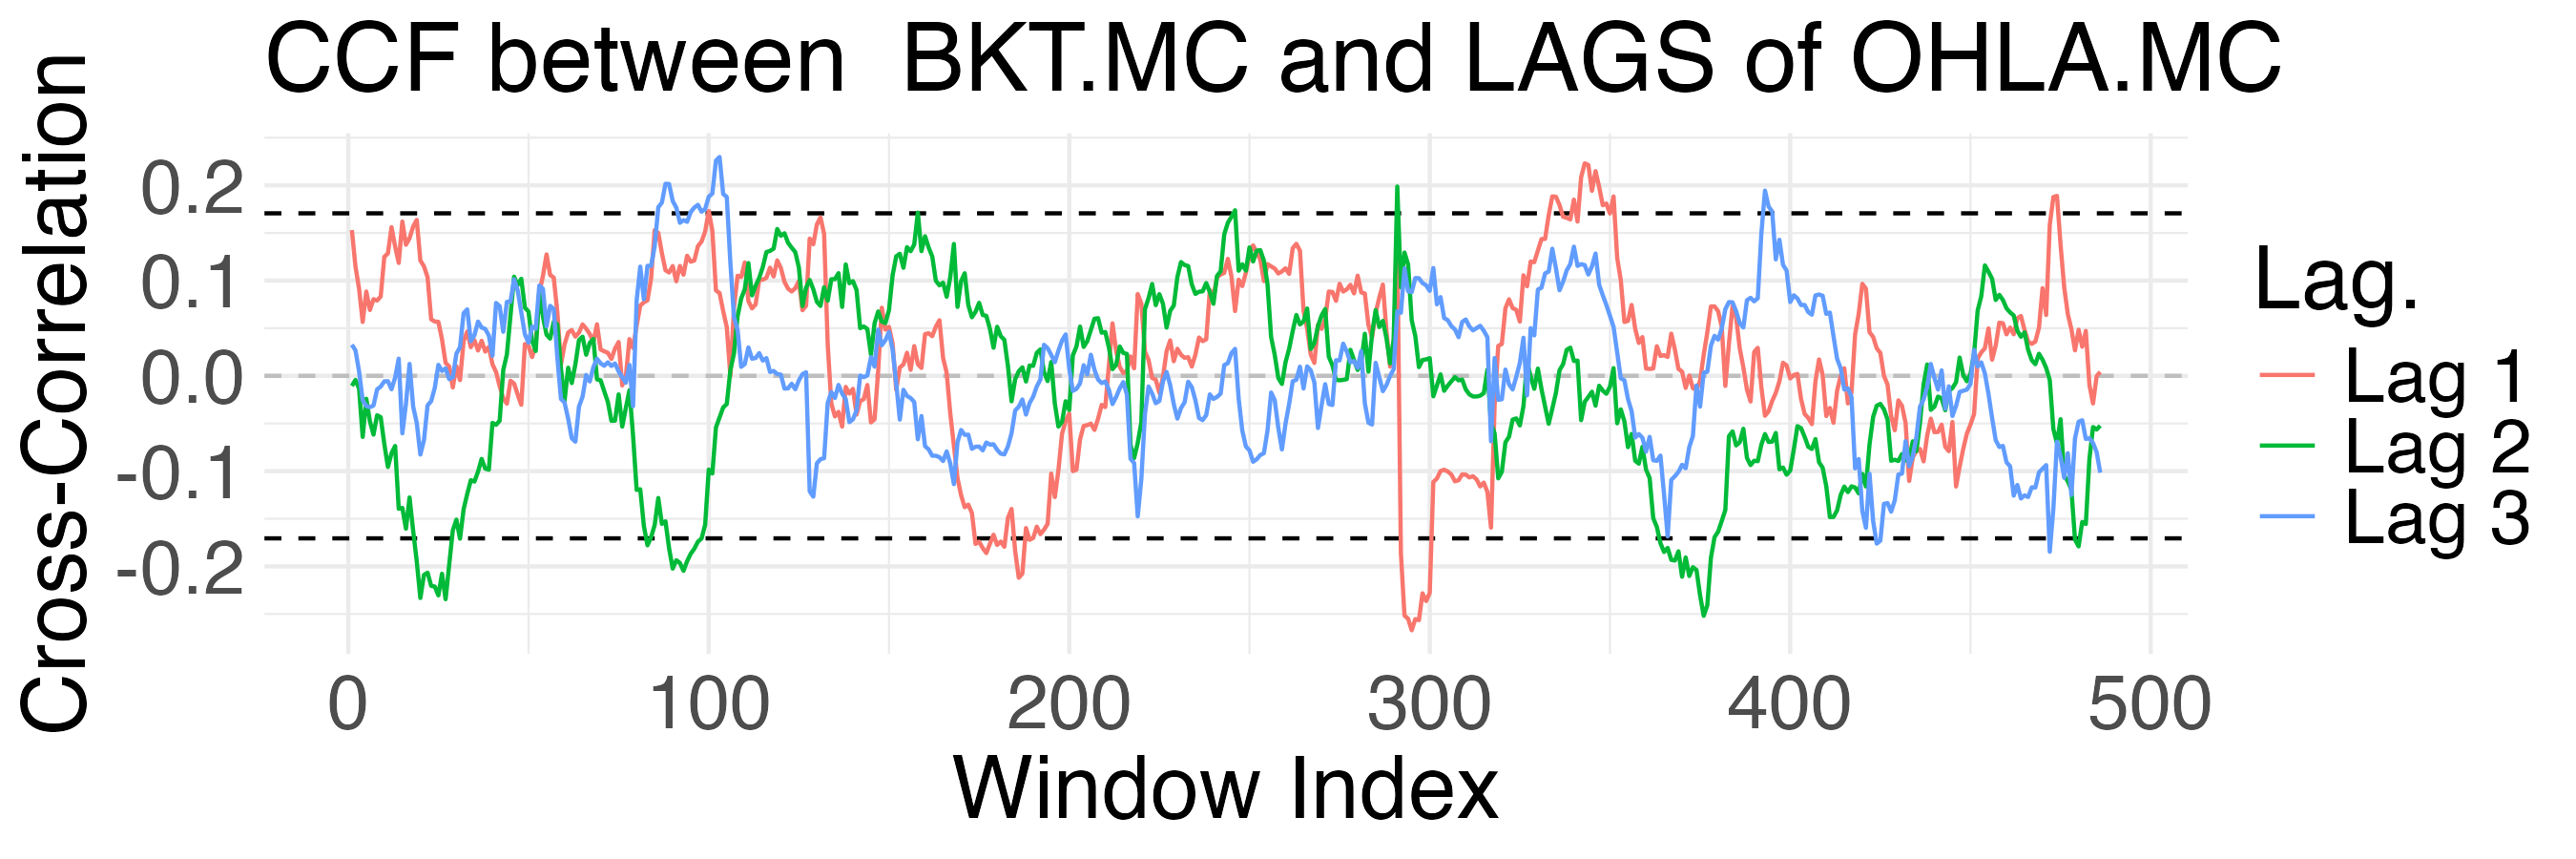 CCF between  BKT.MC and LAGS of OHLA.MC
Cross-Correlation
0.2
0.1
0.0
-0.1
-0.2
0 100 200 300 400 500
Window Index
Lag.
Lag 1
Lag 2
Lag 3